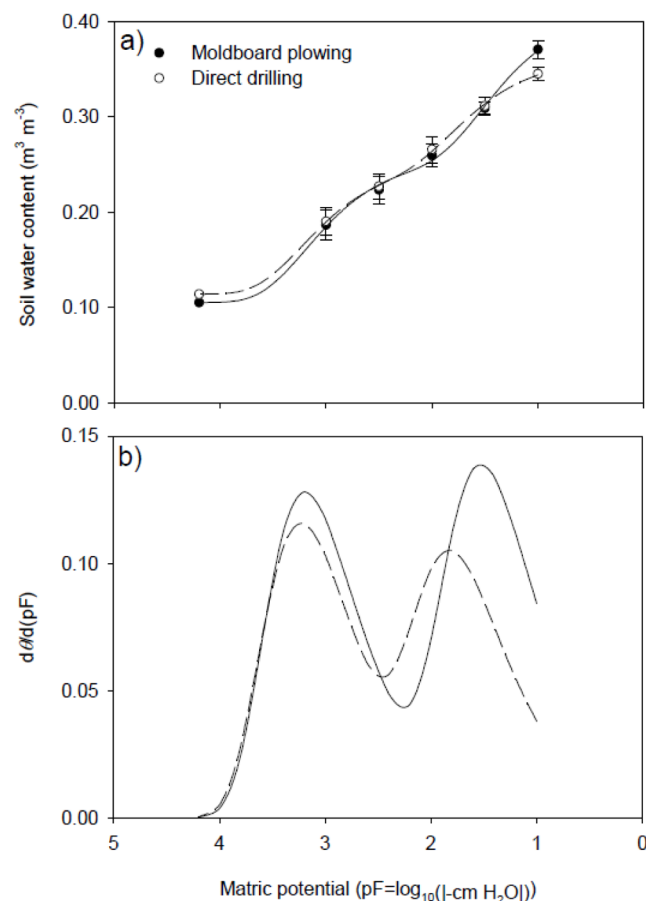 a)
Moldboard plowing
Direct drilling
0.40
0.30
0.20
0.10
0.00
Soil water content (m³ m⁻³)
b)
0.15
0.10
0.05
0.00
dθ/d(pF)
5 4 3 2 1 0
Matric potential (pF=log₁₀(|-cm H₂O|))